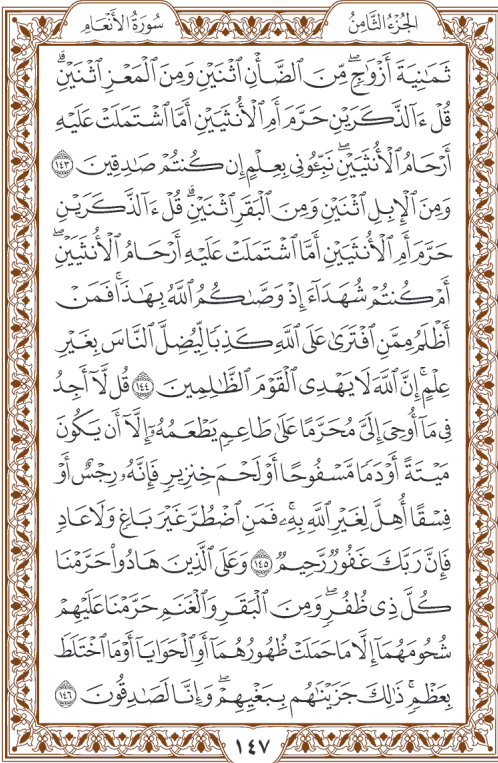 سُورَةُ الأَنْعَامِ
الجُزْءُ الثَّامِنُ
ثَمَٰنِيَةَ أَزْوَٰجٖۖ مِّنَ ٱلضَّأْنِ ٱثْنَيْنِ وَمِنَ ٱلْمَعْزِ ٱثْنَيْنِۗ
قُلْ ءَآلذَّكَرَيْنِ حَرَّمَ أَمِ ٱلْأُنثَيَيْنِ أَمَّا ٱشْتَمَلَتْ عَلَيْهِ
أَرْحَامُ ٱلْأُنثَيَيْنِۖ نَبِّـُٔونِي بِعِلْمٍ إِن كُنتُمْ صَٰدِقِينَ ١٤٣
وَمِنَ ٱلْإِبِلِ ٱثْنَيْنِ وَمِنَ ٱلْبَقَرِ ٱثْنَيْنِۗ قُلْ ءَآلذَّكَرَيْنِ
حَرَّمَ أَمِ ٱلْأُنثَيَيْنِ أَمَّا ٱشْتَمَلَتْ عَلَيْهِ أَرْحَامُ ٱلْأُنثَيَيْنِۖ
أَمْ كُنتُمْ شُهَدَآءَ إِذْ وَصَّىٰكُمُ ٱللَّهُ بِهَٰذَاۚ فَمَنْ
أَظْلَمُ مِمَّنِ ٱفْتَرَىٰ عَلَى ٱللَّهِ كَذِبًا لِّيُضِلَّ ٱلنَّاسَ بِغَيْرِ
عِلْمٍۚ إِنَّ ٱللَّهَ لَا يَهْدِي ٱلْقَوْمَ ٱلظَّٰلِمِينَ ١٤٤ قُل لَّآ أَجِدُ
فِي مَآ أُوحِيَ إِلَيَّ مُحَرَّمًا عَلَىٰ طَاعِمٍ يَطْعَمُهُۥٓ إِلَّآ أَن يَكُونَ
مَيْتَةً أَوْ دَمًا مَّسْفُوحًا أَوْ لَحْمَ خِنزِيرٍ فَإِنَّهُۥ رِجْسٌ أَوْ
فِسْقًا أُهِلَّ لِغَيْرِ ٱللَّهِ بِهِۦۚ فَمَنِ ٱضْطُرَّ غَيْرَ بَاغٍ وَلَا عَادٍ
فَإِنَّ رَبَّكَ غَفُورٌ رَّحِيمٌ ١٤٥ وَعَلَى ٱلَّذِينَ هَادُوا۟ حَرَّمْنَا
كُلَّ ذِي ظُفُرٍۖ وَمِنَ ٱلْبَقَرِ وَٱلْغَنَمِ حَرَّمْنَا عَلَيْهِمْ
شُحُومَهُمَآ إِلَّا مَا حَمَلَتْ ظُهُورُهُمَآ أَوِ ٱلْحَوَايَآ أَوْ مَا ٱخْتَلَطَ
بِعَظْمٍۚ ذَٰلِكَ جَزَيْنَٰهُم بِبَغْيِهِمْۖ وَإِنَّا لَصَٰدِقُونَ ١٤٦
١٤٧